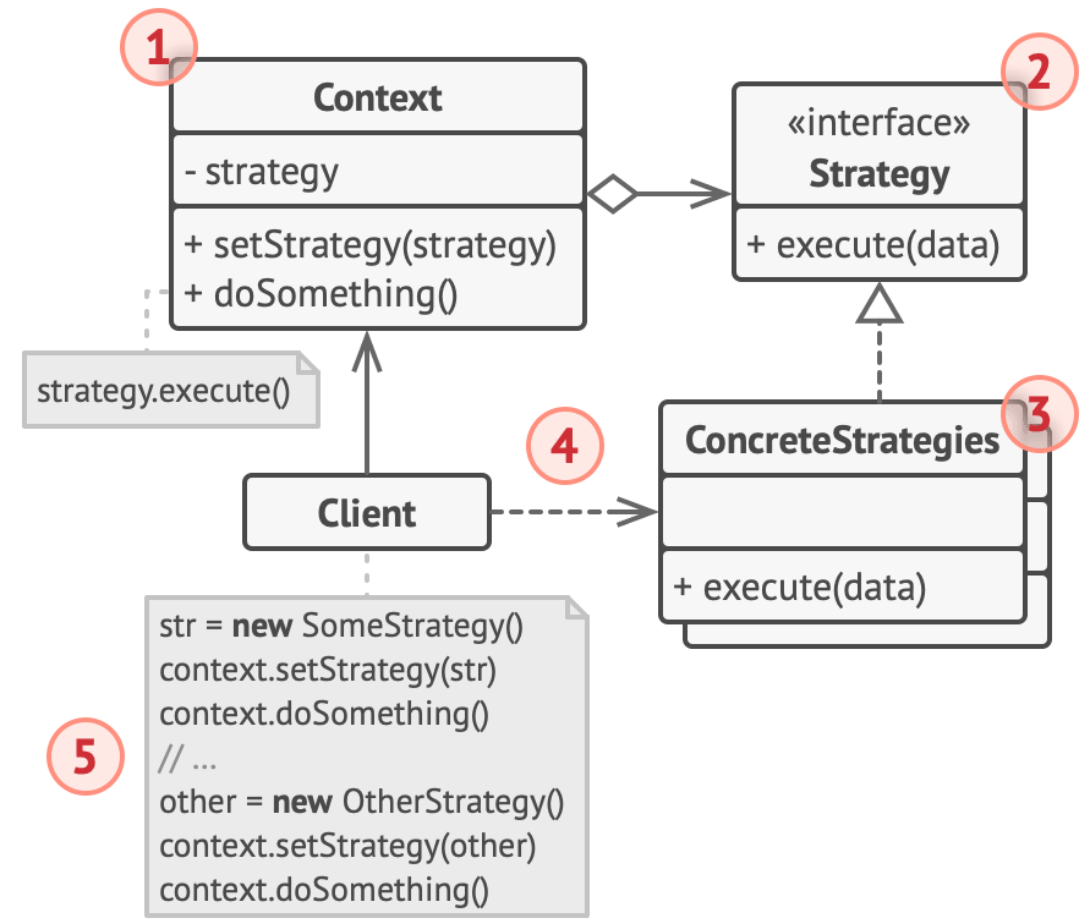 1
Context
- strategy
+ setStrategy(strategy)
+ doSomething()
strategy.execute()
2
«interface»
Strategy
+ execute(data)
3
ConcreteStrategies
+ execute(data)
4
Client
5
str = new SomeStrategy()
context.setStrategy(str)
context.doSomething()
// ...
other = new OtherStrategy()
context.setStrategy(other)
context.doSomething()